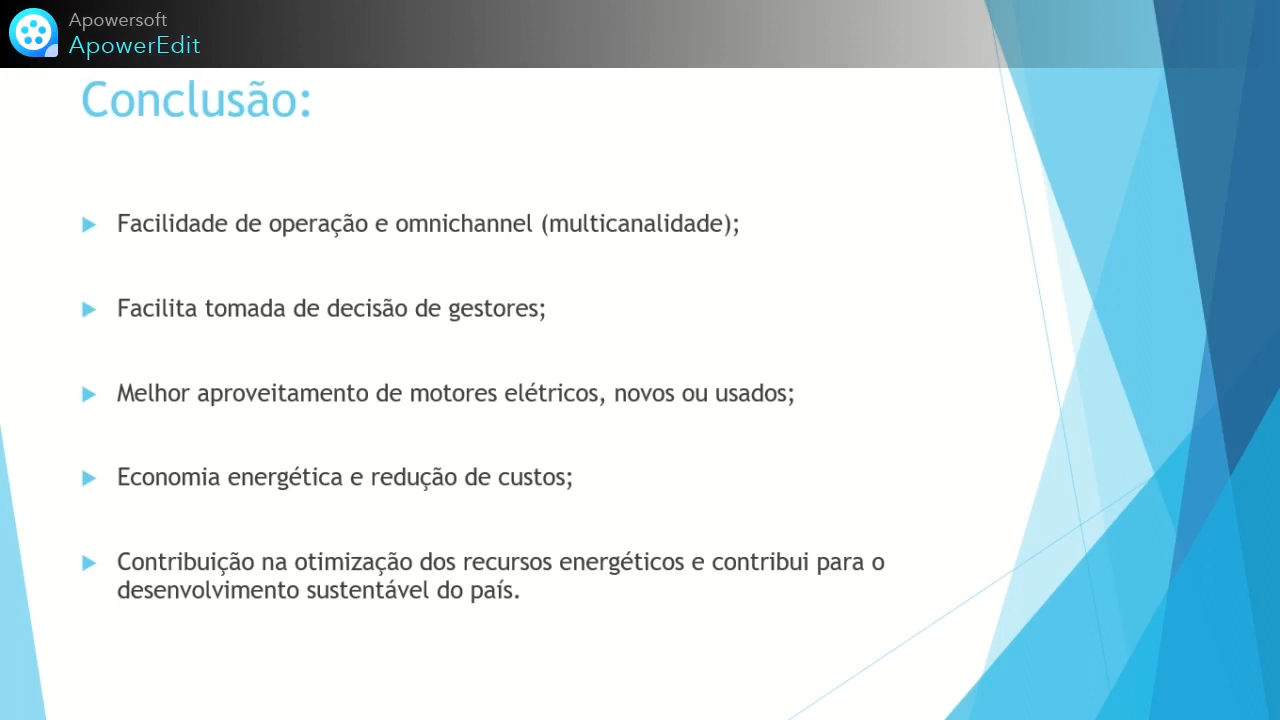 Apowersoft
ApowerEdit
Conclusão:
Facilidade de operação e omnichannel (multicanalidade);
Facilita tomada de decisão de gestores;
Melhor aproveitamento de motores elétricos, novos ou usados;
Economia energética e redução de custos;
Contribuição na otimização dos recursos energéticos e contribui para o
desenvolvimento sustentável do país.